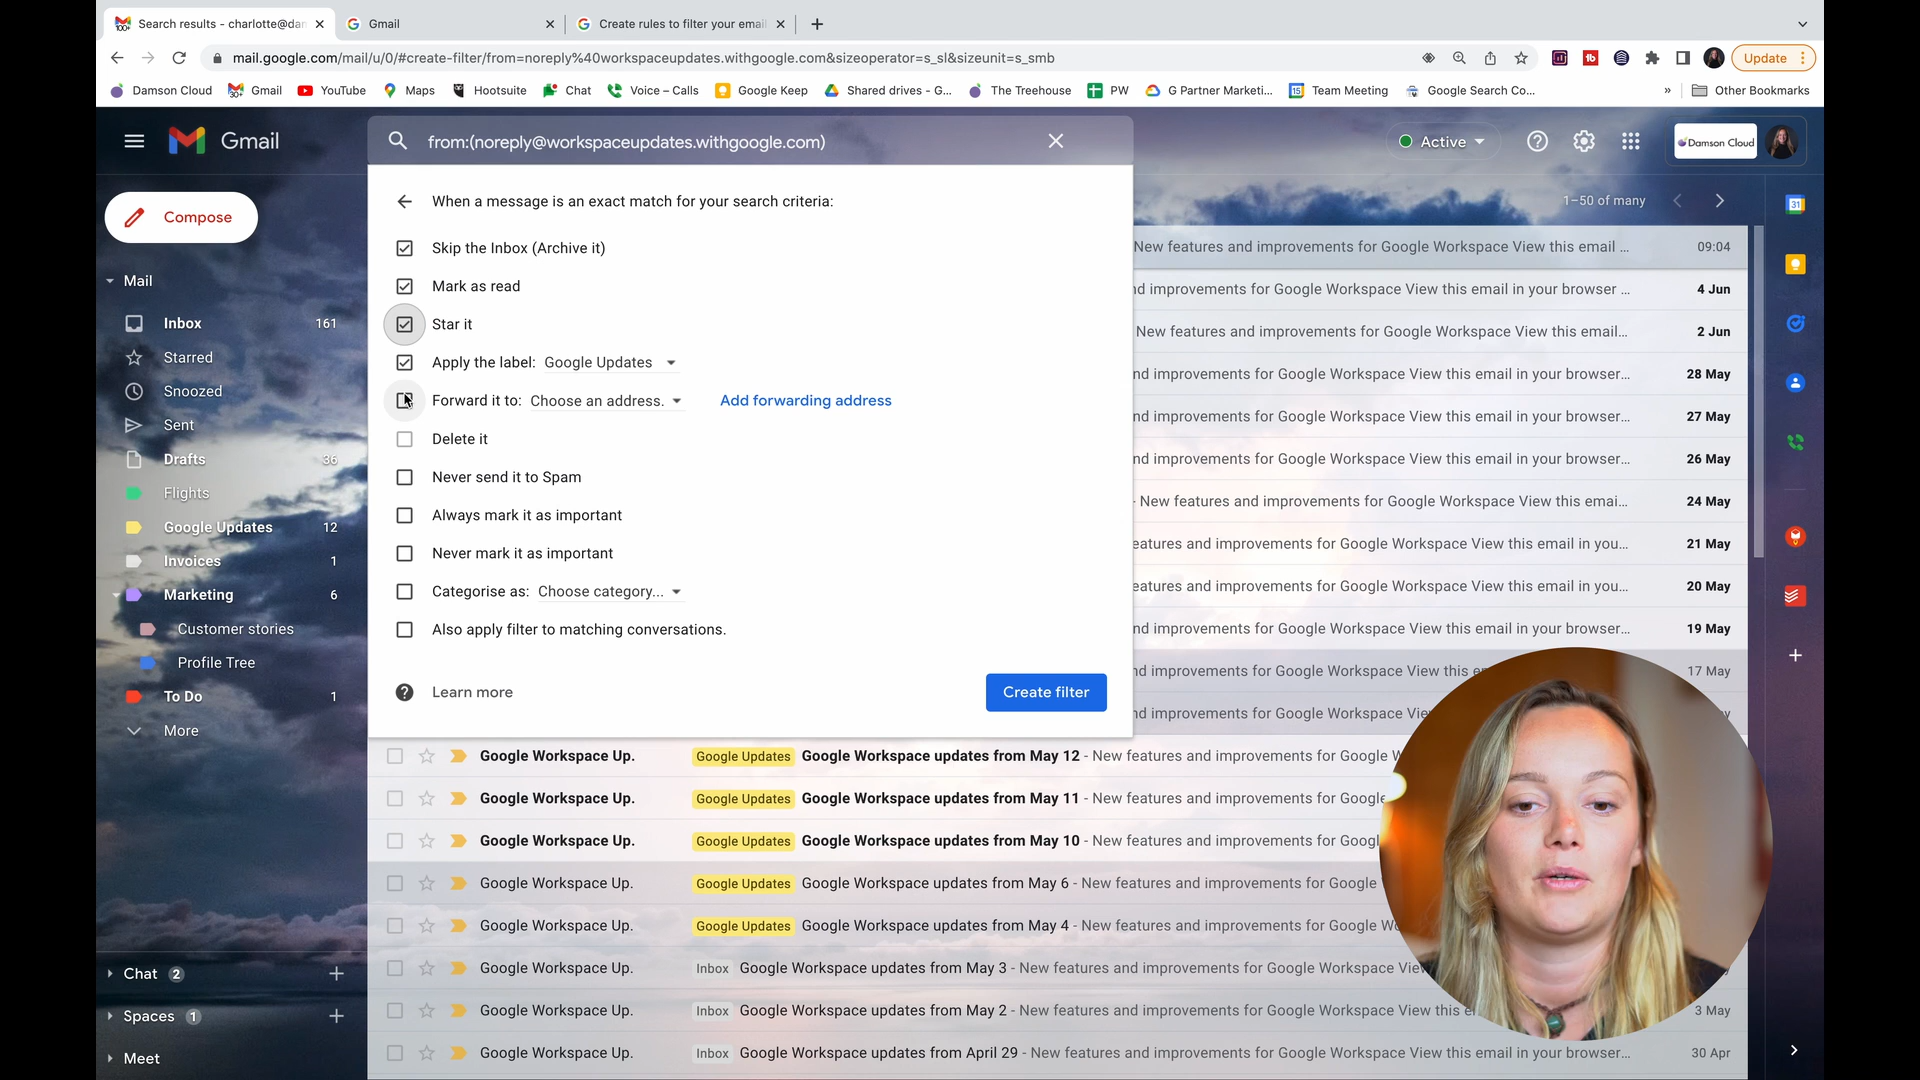 Search results - charlotte@dar
Gmail
Create rules to filter your emai
mail.google.com/mail/u/0/#create-filter/from=noreply%40workspaceupdates.withgoogle.com&sizeoperator=s_sl&sizeunit=s_smb
Update
Damson Cloud
Gmail
YouTube
Maps
Hootsuite
Chat
Voice – Calls
Google Keep
Shared drives - G...
The Treehouse
PW
G Partner Marketi...
Team Meeting
Google Search Co...
»
Other Bookmarks
Gmail
from:(noreply@workspaceupdates.withgoogle.com)
Active
Damson Cloud
Compose
Mail
Inbox 161
Starred
Snoozed
Sent
Drafts 36
Flights
Google Updates 12
Invoices 1
Marketing 6
Customer stories
Profile Tree
To Do 1
More
Chat 2
Spaces 1
Meet
When a message is an exact match for your search criteria:
Skip the Inbox (Archive it)
Mark as read
Star it
Apply the label: Google Updates
Forward it to: Choose an address. Add forwarding address
Delete it
Never send it to Spam
Always mark it as important
Never mark it as important
Categorise as: Choose category...
Also apply filter to matching conversations.
Learn more
Create filter
1–50 of many
New features and improvements for Google Workspace View this email ... 09:04
nd improvements for Google Workspace View this email in your browser ... 4 Jun
New features and improvements for Google Workspace View this email... 2 Jun
nd improvements for Google Workspace View this email in your browser... 28 May
nd improvements for Google Workspace View this email in your browser... 27 May
nd improvements for Google Workspace View this email in your browser... 26 May
- New features and improvements for Google Workspace View this emai... 24 May
eatures and improvements for Google Workspace View this email in you... 21 May
eatures and improvements for Google Workspace View this email in you... 20 May
nd improvements for Google Workspace View this email in your browser... 19 May
nd improvements for Google Workspace View this e 17 May
nd improvements for Google Workspace Vie
Google Workspace Up. Google Updates Google Workspace updates from May 12 - New features and improvements for Google W
Google Workspace Up. Google Updates Google Workspace updates from May 11 - New features and improvements for Google
Google Workspace Up. Google Updates Google Workspace updates from May 10 - New features and improvements for Googl
Google Workspace Up. Google Updates Google Workspace updates from May 6 - New features and improvements for Google
Google Workspace Up. Google Updates Google Workspace updates from May 4 - New features and improvements for Google Wo
Google Workspace Up. Inbox Google Workspace updates from May 3 - New features and improvements for Google Workspace Vie
Google Workspace Up. Inbox Google Workspace updates from May 2 - New features and improvements for Google Workspace View this e 3 May
Google Workspace Up. Inbox Google Workspace updates from April 29 - New features and improvements for Google Workspace View this email in your browser... 30 Apr